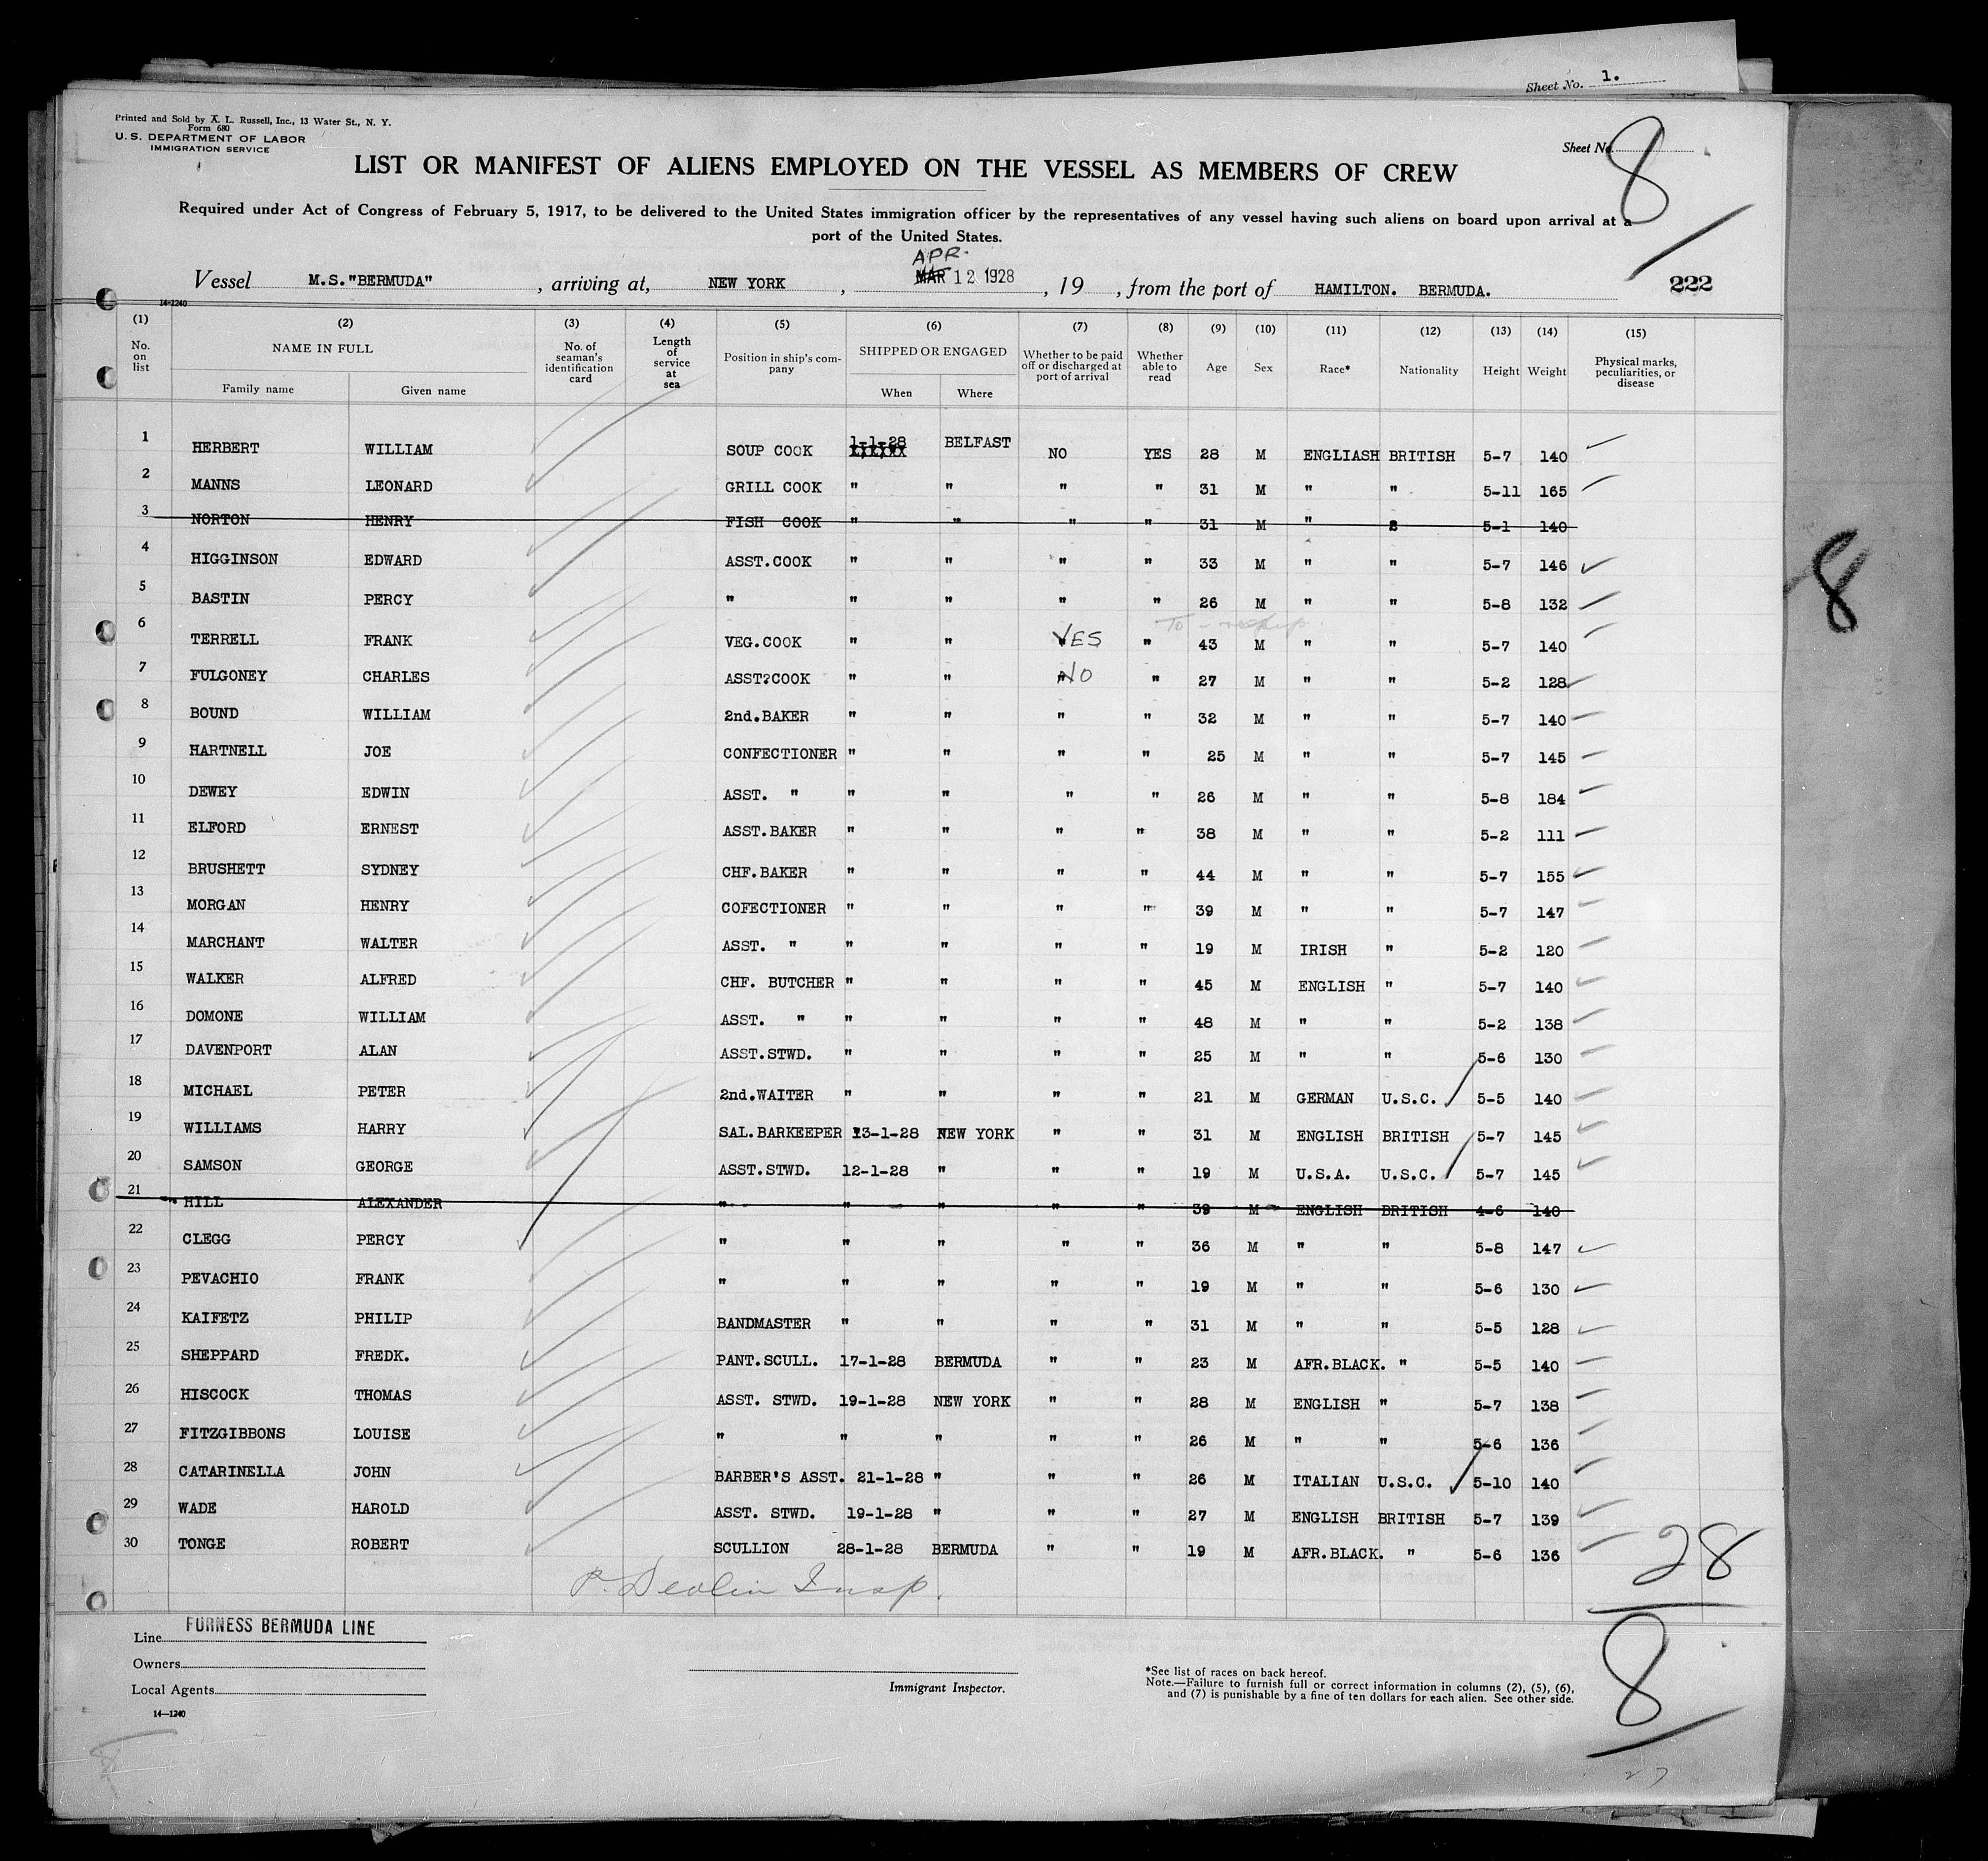 Sheet No. 1.
Printed and Sold by A. L. Russell, Inc., 13 Water St., N. Y.
Form 680
U. S. DEPARTMENT OF LABOR
IMMIGRATION SERVICE
Sheet No. 8
LIST OR MANIFEST OF ALIENS EMPLOYED ON THE VESSEL AS MEMBERS OF CREW
Required under Act of Congress of February 5, 1917, to be delivered to the United States immigration officer by the representatives of any vessel having such aliens on board upon arrival at a
port of the United States.
APR.
Vessel M.S."BERMUDA" , arriving at, NEW YORK , MAR 12 1928 , 19 , from the port of HAMILTON. BERMUDA. 222
14-1240
(1) (2) (3) (4) (5) (6) (7) (8) (9) (10) (11) (12) (13) (14) (15)
No. on list NAME IN FULL Family name Given name No. of seaman's identification card Length of service at sea Position in ship's company SHIPPED OR ENGAGED When Where Whether to be paid off or discharged at port of arrival Whether able to read Age Sex Race* Nationality Height Weight Physical marks, peculiarities, or disease
1 HERBERT WILLIAM SOUP COOK 1-1-28 BELFAST NO YES 28 M ENGLIASH BRITISH 5-7 140
2 MANNS LEONARD GRILL COOK " " " " 31 M " " 5-11 165
3 NORTON HENRY FISH COOK " " " " 31 M " 2 5-1 140
4 HIGGINSON EDWARD ASST.COOK " " " " 33 M " " 5-7 146
5 BASTIN PERCY " " " " " 26 M " " 5-8 132
To - reship.
6 TERRELL FRANK VEG.COOK " " YES " 43 M " " 5-7 140
7 FULGONEY CHARLES ASST?COOK " " NO " 27 M " " 5-2 128
8 BOUND WILLIAM 2nd.BAKER " " " " 32 M " " 5-7 140
9 HARTNELL JOE CONFECTIONER " " " " 25 M " " 5-7 145
10 DEWEY EDWIN ASST. " " " " " 26 M " " 5-8 184
11 ELFORD ERNEST ASST.BAKER " " " " 38 M " " 5-2 111
12 BRUSHETT SYDNEY CHF.BAKER " " " " 44 M " " 5-7 155
13 MORGAN HENRY COFECTIONER " " " " 39 M " " 5-7 147
14 MARCHANT WALTER ASST. " " " " " 19 M IRISH " 5-2 120
15 WALKER ALFRED CHF. BUTCHER " " " " 45 M ENGLISH " 5-7 140
16 DOMONE WILLIAM ASST. " " " " " 48 M " " 5-2 138
17 DAVENPORT ALAN ASST.STWD. " " " " 25 M " " 5-6 130
18 MICHAEL PETER 2nd.WAITER " " " " 21 M GERMAN U.S.C. 5-5 140
19 WILLIAMS HARRY SAL.BARKEEPER 13-1-28 NEW YORK " " 31 M ENGLISH BRITISH 5-7 145
20 SAMSON GEORGE ASST.STWD. 12-1-28 " " " 19 M U.S.A. U.S.C. 5-7 145
21 HILL ALEXANDER " " " " " 39 M ENGLISH BRITISH 4-6 140
22 CLEGG PERCY " " " " " 36 M " " 5-8 147
23 PEVACHIO FRANK " " " " " 19 M " " 5-6 130
24 KAIFETZ PHILIP BANDMASTER " " " " 31 M " " 5-5 128
25 SHEPPARD FREDK. PANT.SCULL. 17-1-28 BERMUDA " " 23 M AFR.BLACK. " 5-5 140
26 HISCOCK THOMAS ASST. STWD. 19-1-28 NEW YORK " " 28 M ENGLISH " 5-7 138
27 FITZGIBBONS LOUISE " " " " " 26 M " " 5-6 136
28 CATARINELLA JOHN BARBER'S ASST. 21-1-28 " " " 26 M ITALIAN U.S.C. 5-10 140
29 WADE HAROLD ASST. STWD. 19-1-28 " " " 27 M ENGLISH BRITISH 5-7 139
30 TONGE ROBERT SCULLION 28-1-28 BERMUDA " " 19 M AFR.BLACK. " 5-6 136
8
28
P. Devlin Insp.
8
Line FURNESS BERMUDA LINE
Owners
Local Agents
14-1240
Immigrant Inspector.
*See list of races on back hereof.
Note.—Failure to furnish full or correct information in columns (2), (5), (6),
and (7) is punishable by a fine of ten dollars for each alien. See other side.
27